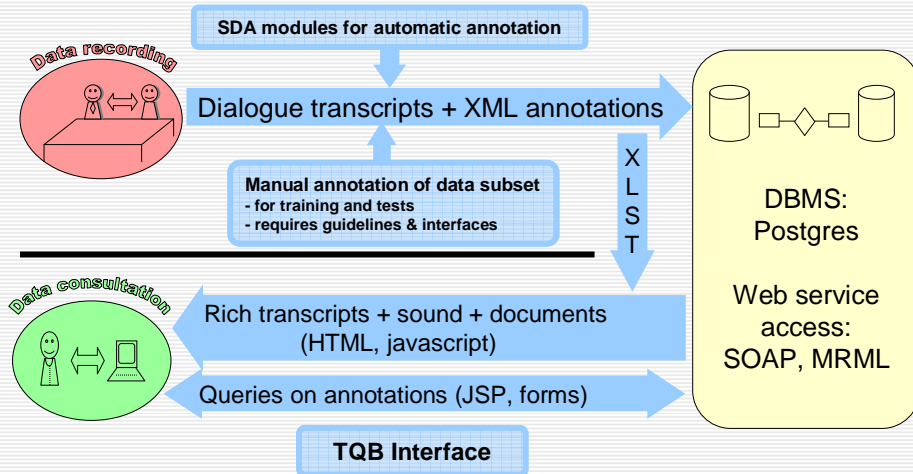 SDA modules for automatic annotation
Data recording
Dialogue transcripts + XML annotations
Manual annotation of data subset
- for training and tests
- requires guidelines & interfaces
X
L
S
T
DBMS:
Postgres
Web service
access:
SOAP, MRML
Data consultation
Rich transcripts + sound + documents
(HTML, javascript)
Queries on annotations (JSP, forms)
TQB Interface